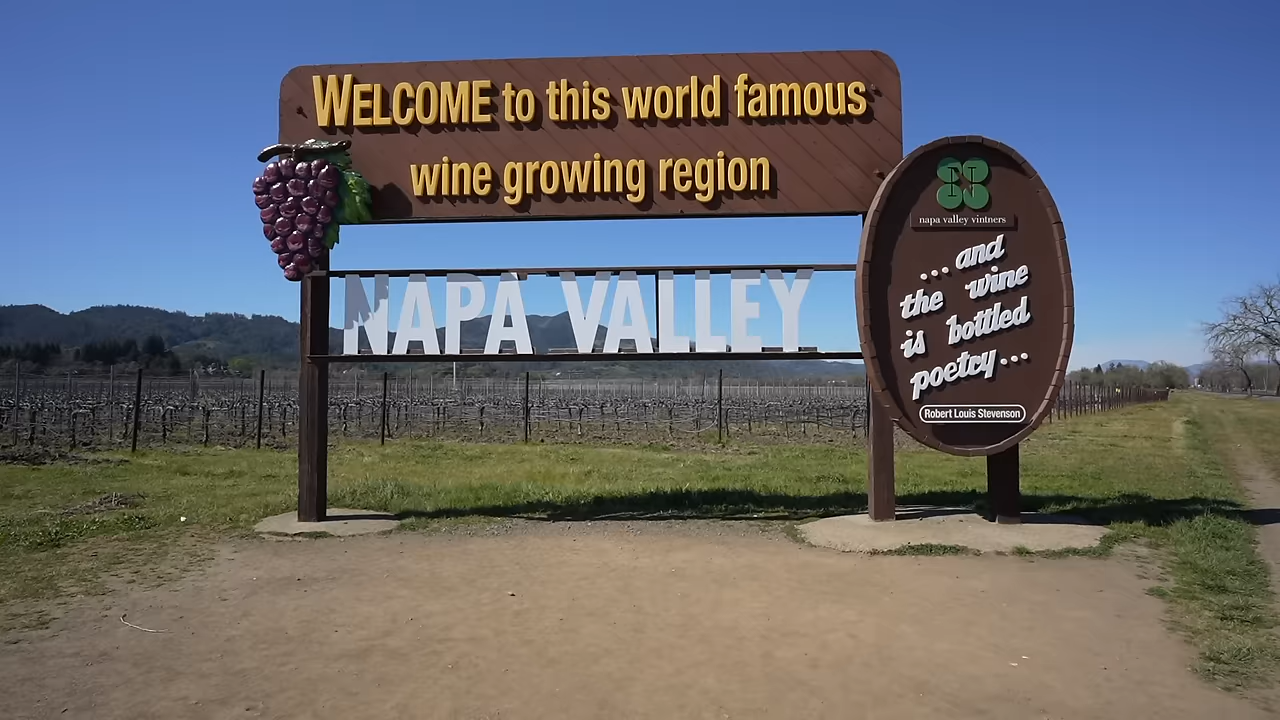 WELCOME to this world famous
wine growing region
NAPA VALLEY
napa valley vintners
...and
the wine
is bottled
poetry...
Robert Louis Stevenson